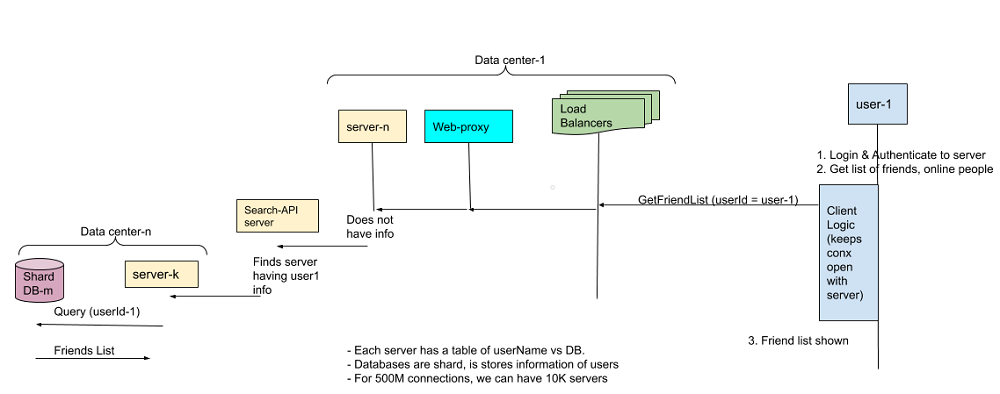 Data center-1
Load
Balancers
server-n
Web-proxy
user-1
1. Login & Authenticate to server
2. Get list of friends, online people
GetFriendList (userId = user-1)
Client
Logic
(keeps
conx
open
with
server)
Search-API
server
Does not
have info
Data center-n
Finds server
having user1
info
Shard
DB-m
server-k
Query (userId-1)
Friends List
3. Friend list shown
- Each server has a table of userName vs DB.
- Databases are shard, is stores information of users
- For 500M connections, we can have 10K servers